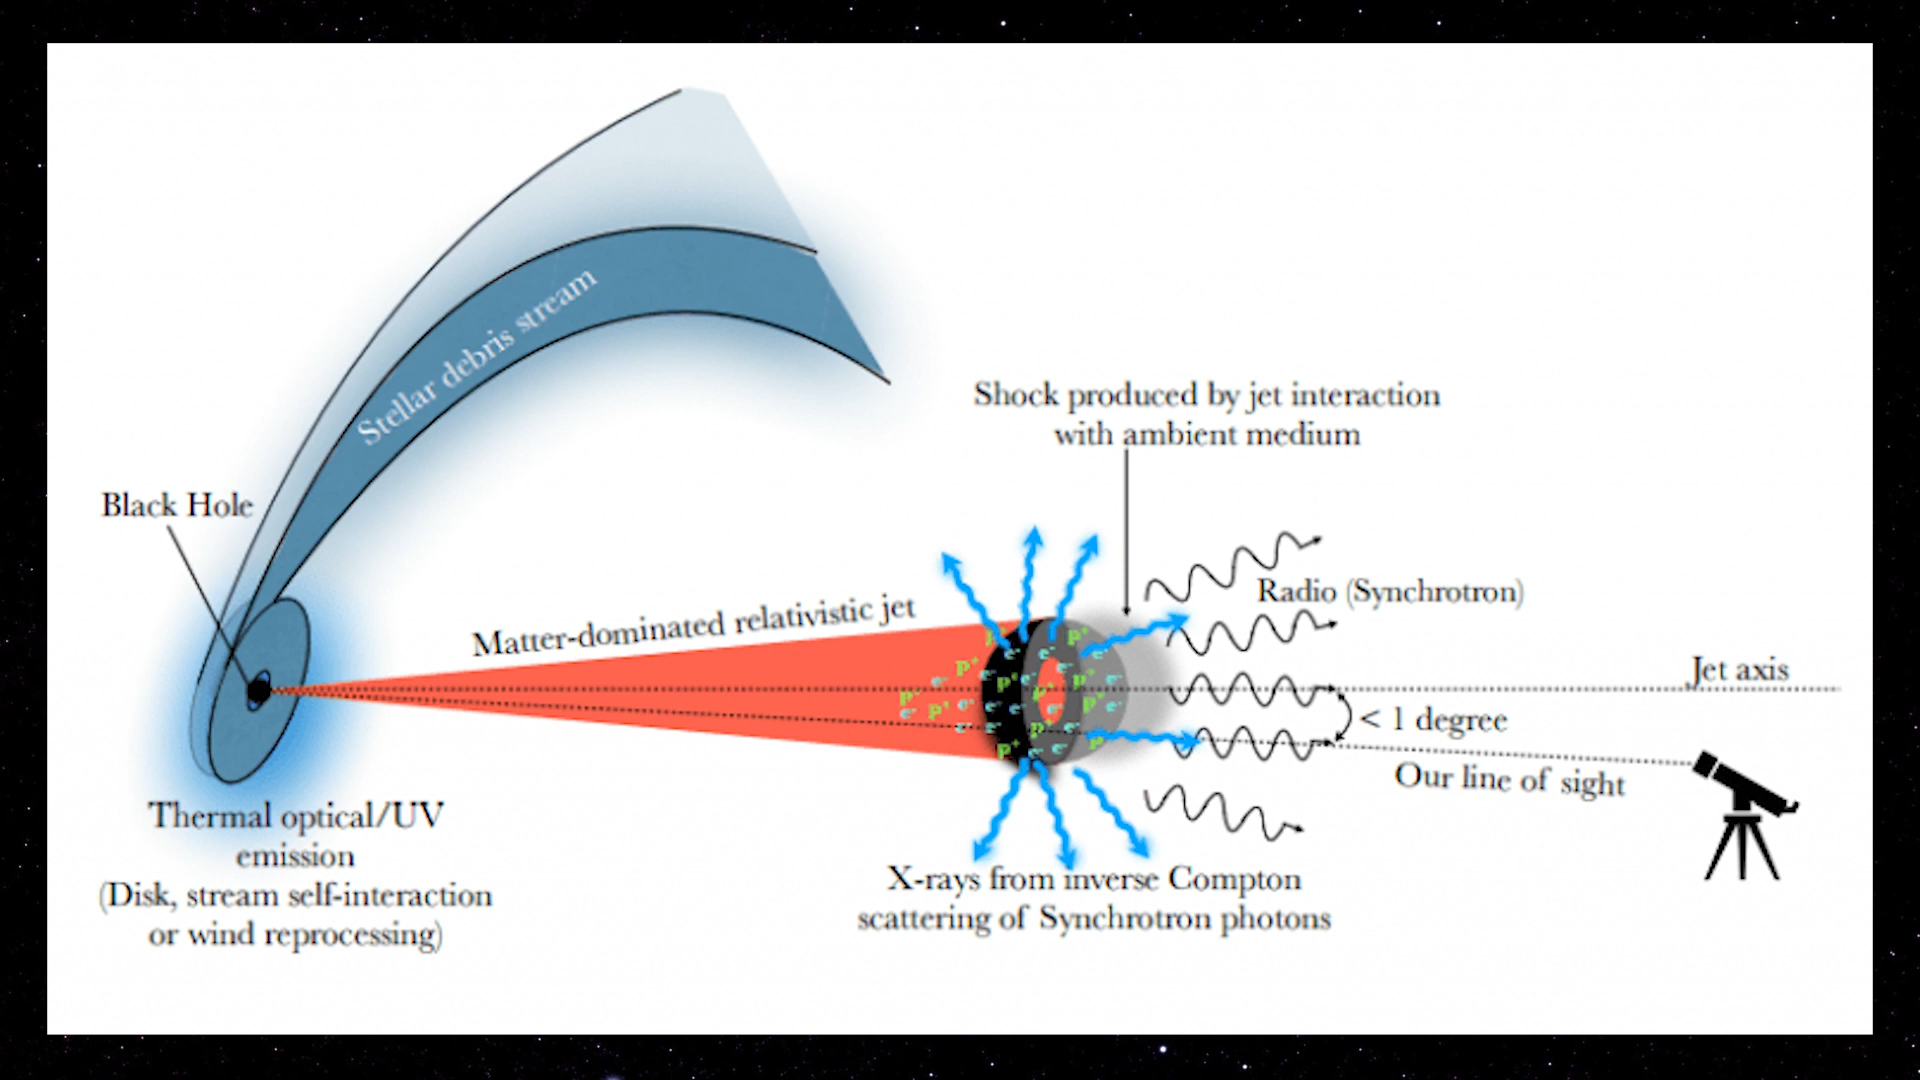 Stellar debris stream
Shock produced by jet interaction
with ambient medium
Black Hole
Radio (Synchrotron)
Matter-dominated relativistic jet
p+ e-
Jet axis
< 1 degree
Our line of sight
Thermal optical/UV
emission
(Disk, stream self-interaction
or wind reprocessing)
X-rays from inverse Compton
scattering of Synchrotron photons